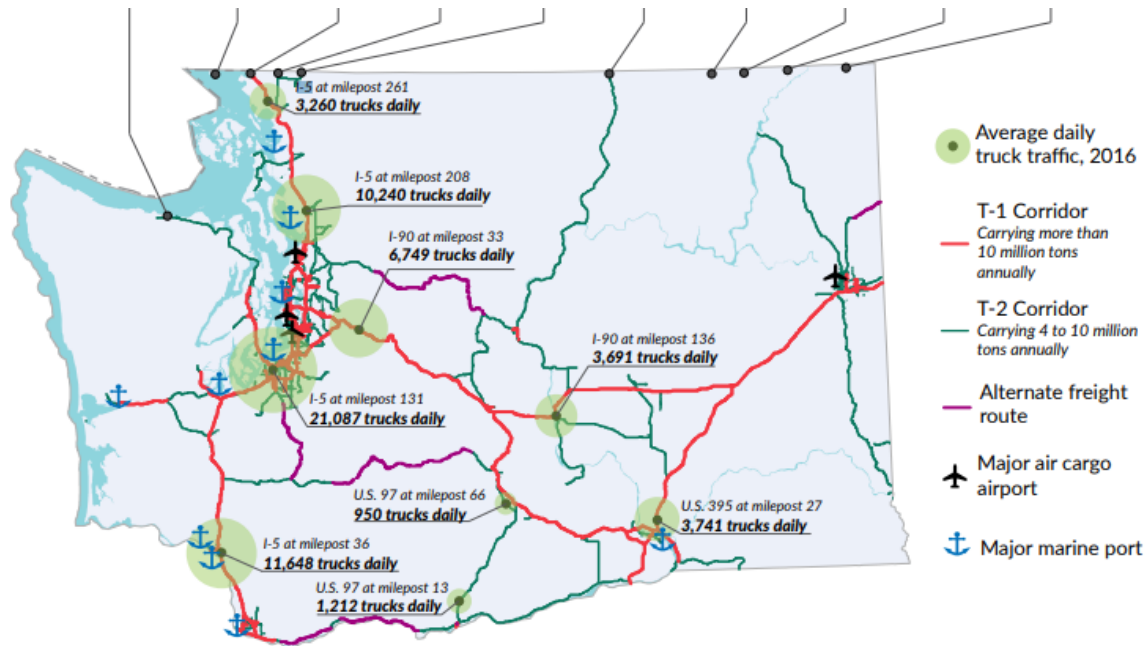 I-5 at milepost 261
3,260 trucks daily
I-5 at milepost 208
10,240 trucks daily
I-90 at milepost 33
6,749 trucks daily
I-90 at milepost 136
3,691 trucks daily
I-5 at milepost 131
21,087 trucks daily
U.S. 97 at milepost 66
950 trucks daily
U.S. 395 at milepost 27
3,741 trucks daily
I-5 at milepost 36
11,648 trucks daily
U.S. 97 at milepost 13
1,212 trucks daily
Average daily
truck traffic, 2016
T-1 Corridor
Carrying more than
10 million tons
annually
T-2 Corridor
Carrying 4 to 10 million
tons annually
Alternate freight
route
Major air cargo
airport
Major marine port